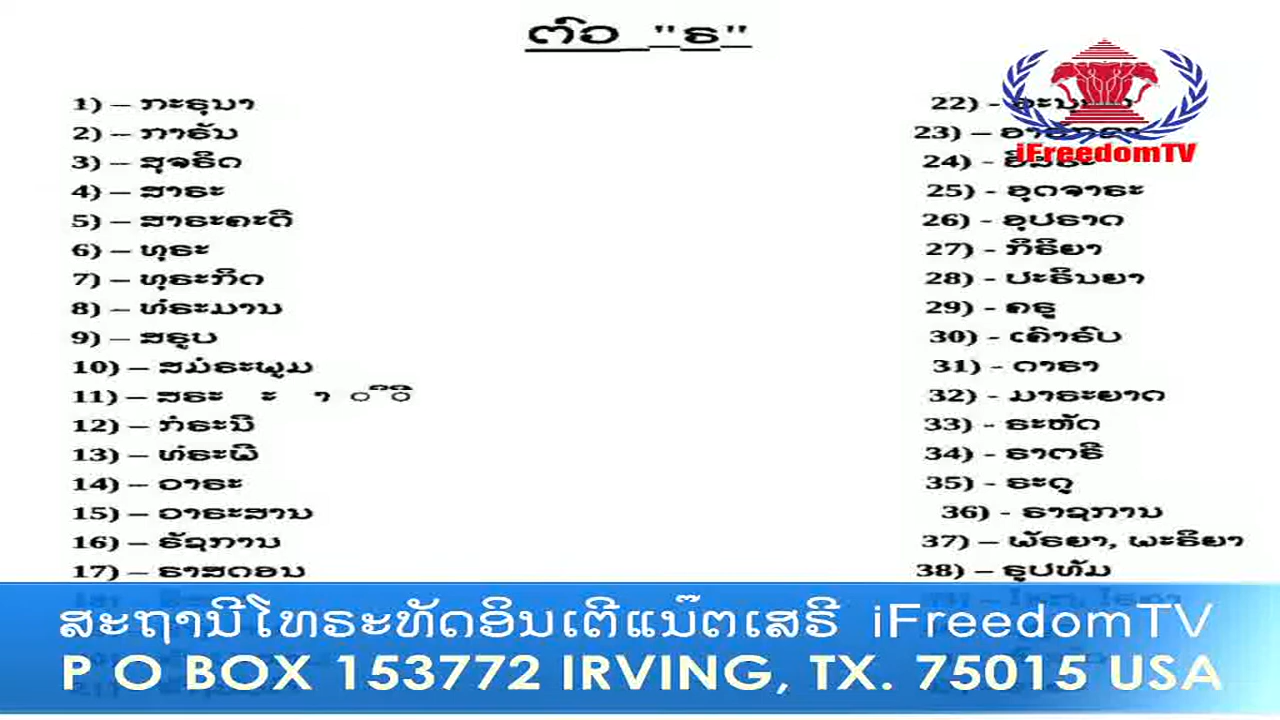 ຕົວ "ຣ"
1) – ກະຣຸນາ
2) – ກາຣັນ
3) – ສຸຈຣິດ
4) – ສາຣະ
5) – ສາຣະຄະດີ
6) – ທຸຣະ
7) – ທຸຣະກິດ
8) – ທໍຣະມານ
9) – ສຣູບ
10) – ສມໍຣະພູມ
11) – ສຣະ ະ າ ິ ີ
12) – ກໍຣະນີ
13) – ທໍຣະພີ
14) – ວາຣະ
15) – ວາຣະສານ
16) – ຣັຊການ
17) – ຣາສດອນ
22) -
23) –
24) -
25) - ອຸດຈາຣະ
26) - ອຸປຣາດ
27) - ກິຣິຍາ
28) - ປະຣິນຍາ
29) - ຄຣູ
30) - ເຄົາຣົບ
31) - ດາຣາ
32) - ມາຣະຍາດ
33) - ຣະຫັດ
34) - ຣາຕຣີ
35) - ຣະດູ
36) - ຣາຊການ
37) – ພັຣຍາ, ພະຣິຍາ
38) – ຣູປທັມ
iFreedomTV
ສະຖານີໂທຣະທັດອິນເຕີແນ໊ຕເສຣີ iFreedomTV
P O BOX 153772 IRVING, TX. 75015 USA